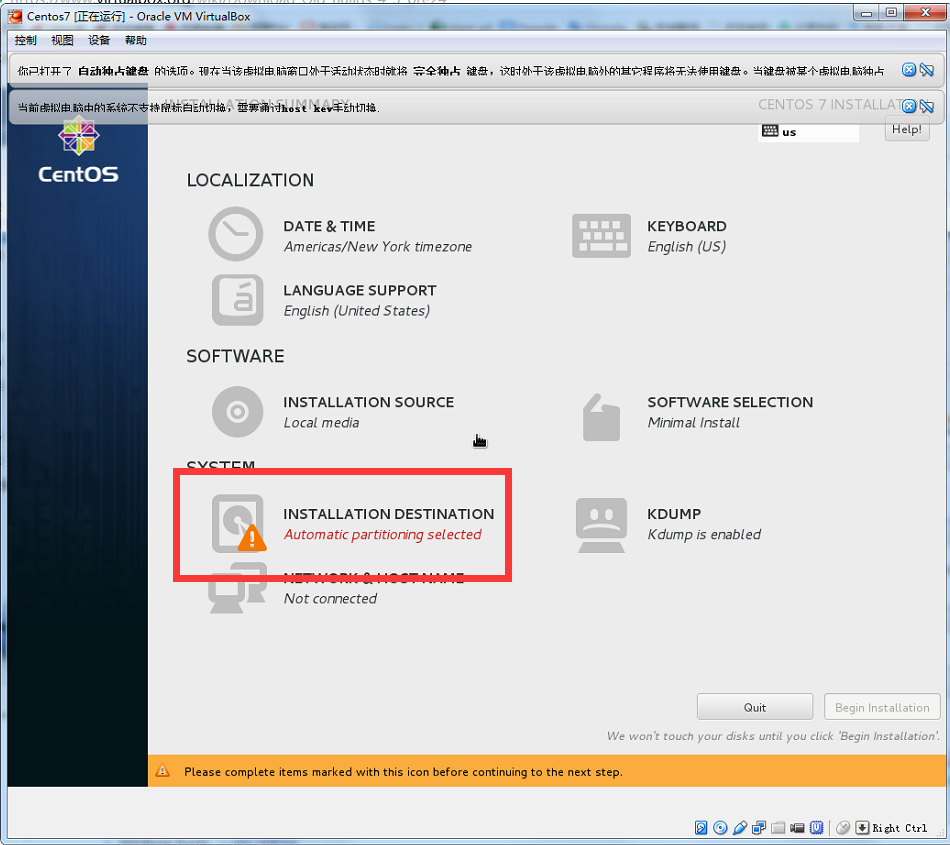 Centos7 [正在运行] - Oracle VM VirtualBox
控制 视图 设备 帮助
你已打开了 自动独占键盘 的选项。现在当该虚拟电脑窗口处于活动状态时就将 完全独占 键盘，这时处于该虚拟电脑外的其它程序将无法使用键盘。当键盘被某个虚拟电脑独占
当前虚拟电脑中的系统不支持鼠标自动切换，需要通过host key手动切换.
INSTALLATION SUMMARY
CENTOS 7 INSTALLAT
us
Help!
CentOS
LOCALIZATION
DATE & TIME
Americas/New York timezone
KEYBOARD
English (US)
LANGUAGE SUPPORT
English (United States)
SOFTWARE
INSTALLATION SOURCE
Local media
SOFTWARE SELECTION
Minimal Install
SYSTEM
INSTALLATION DESTINATION
Automatic partitioning selected
KDUMP
Kdump is enabled
NETWORK & HOST NAME
Not connected
Quit
Begin Installation
We won't touch your disks until you click 'Begin Installation'.
Please complete items marked with this icon before continuing to the next step.
Right Ctrl